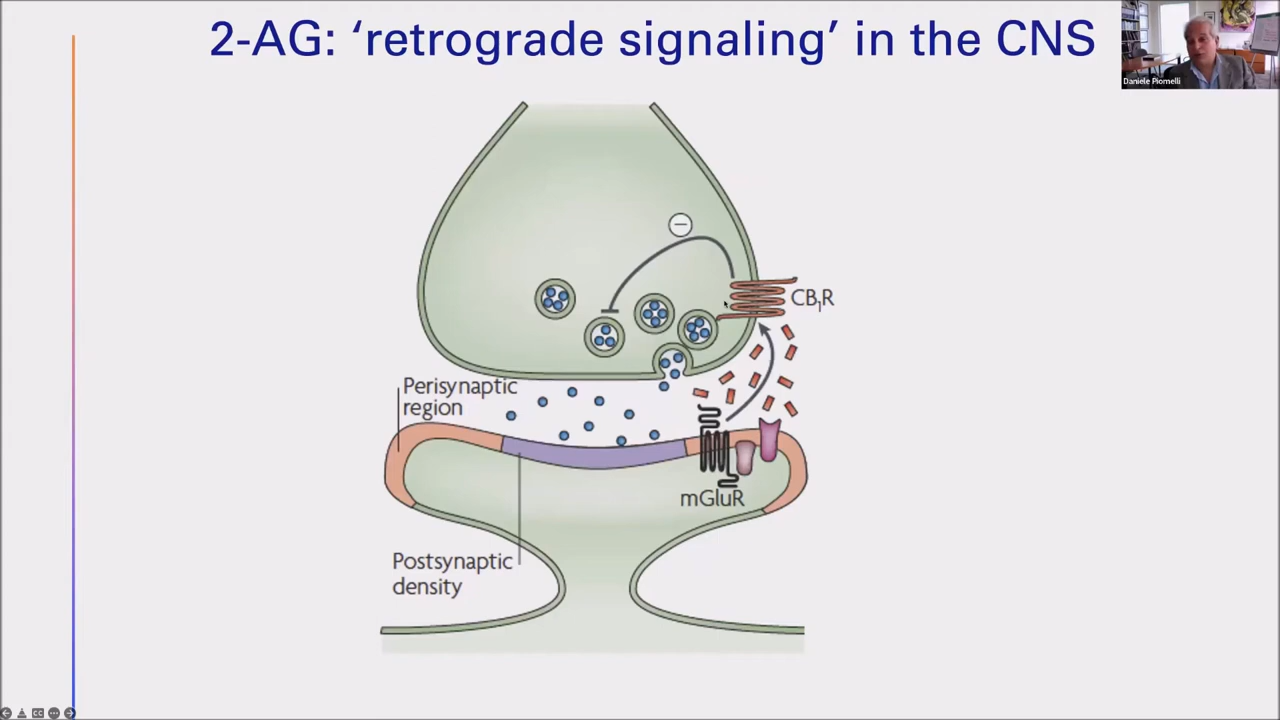 2-AG: ‘retrograde signaling’ in the CNS
Daniele Piomelli
CB1R
Perisynaptic
region
mGluR
Postsynaptic
density